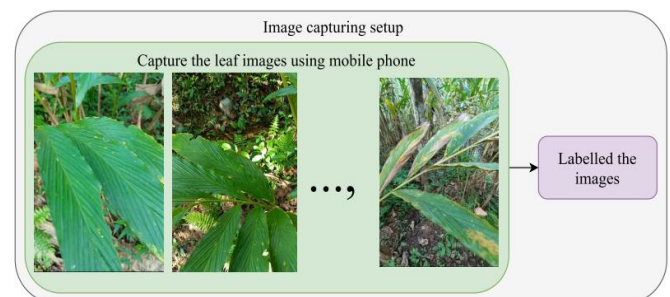 Image capturing setup
Capture the leaf images using mobile phone
...,
Labelled the
images